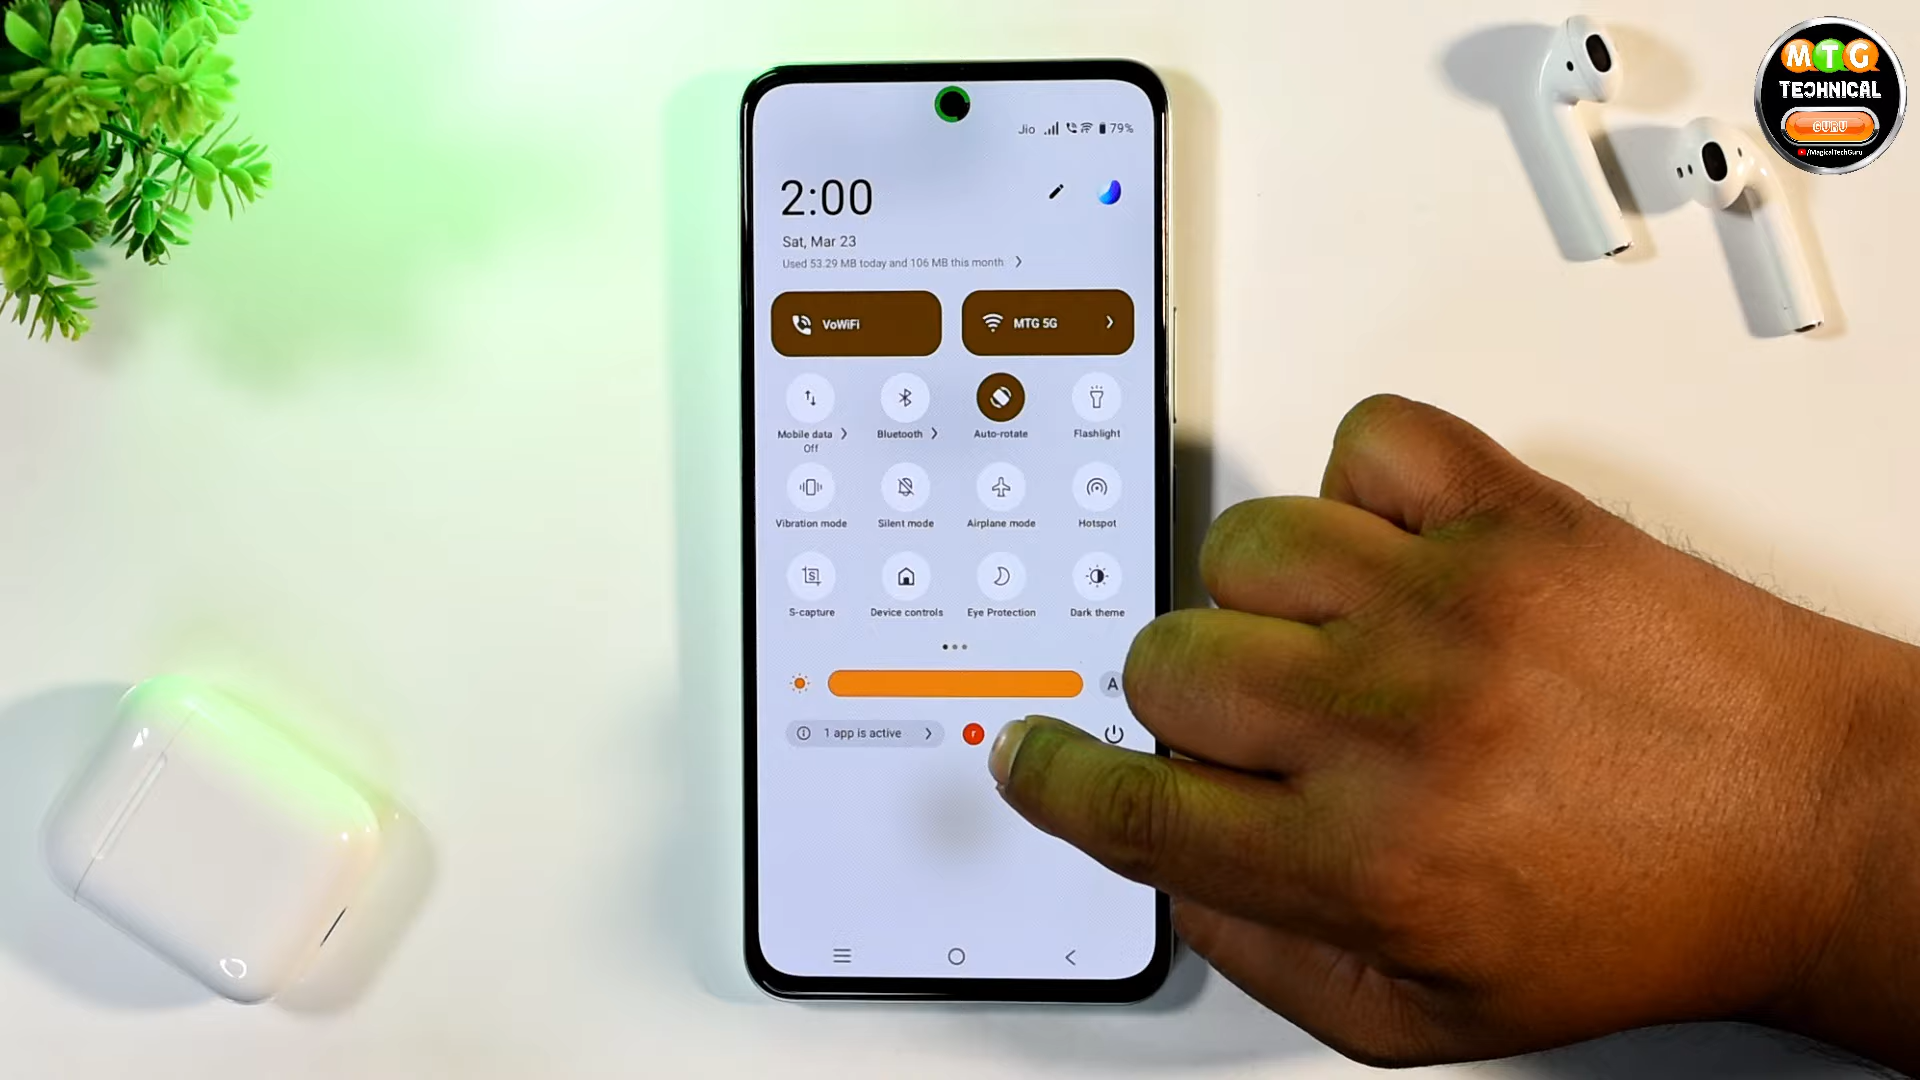 MTG
TECHNICAL
GURU
/MagicalTechGuru
Jio 79%
2:00
Sat, Mar 23
Used 53.29 MB today and 106 MB this month
VoWiFi
MTG 5G
Mobile data
Off
Bluetooth
Auto-rotate
Flashlight
Vibration mode
Silent mode
Airplane mode
Hotspot
S
S-capture
Device controls
Eye Protection
Dark theme
A
1 app is active
r